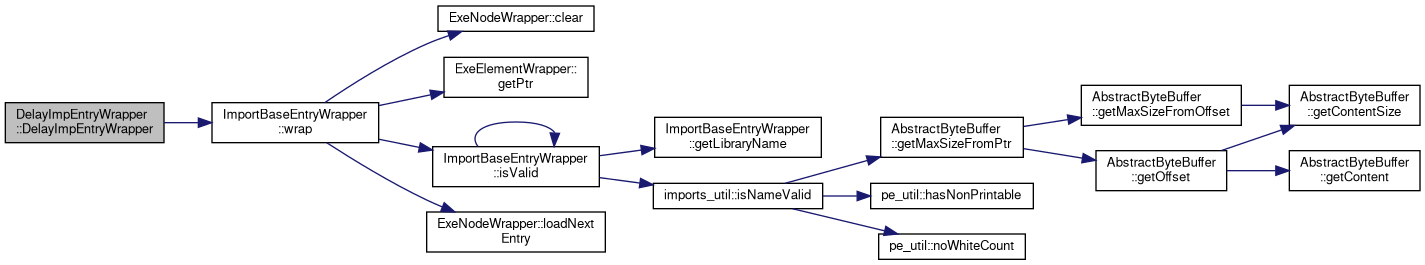 DelayImpEntryWrapper
::DelayImpEntryWrapper
ImportBaseEntryWrapper
::wrap
ExeNodeWrapper::clear
ExeElementWrapper::
getPtr
ImportBaseEntryWrapper
::isValid
ExeNodeWrapper::loadNext
Entry
ImportBaseEntryWrapper
::getLibraryName
imports_util::isNameValid
AbstractByteBuffer
::getMaxSizeFromPtr
pe_util::hasNonPrintable
pe_util::noWhiteCount
AbstractByteBuffer
::getMaxSizeFromOffset
AbstractByteBuffer
::getOffset
AbstractByteBuffer
::getContentSize
AbstractByteBuffer
::getContent